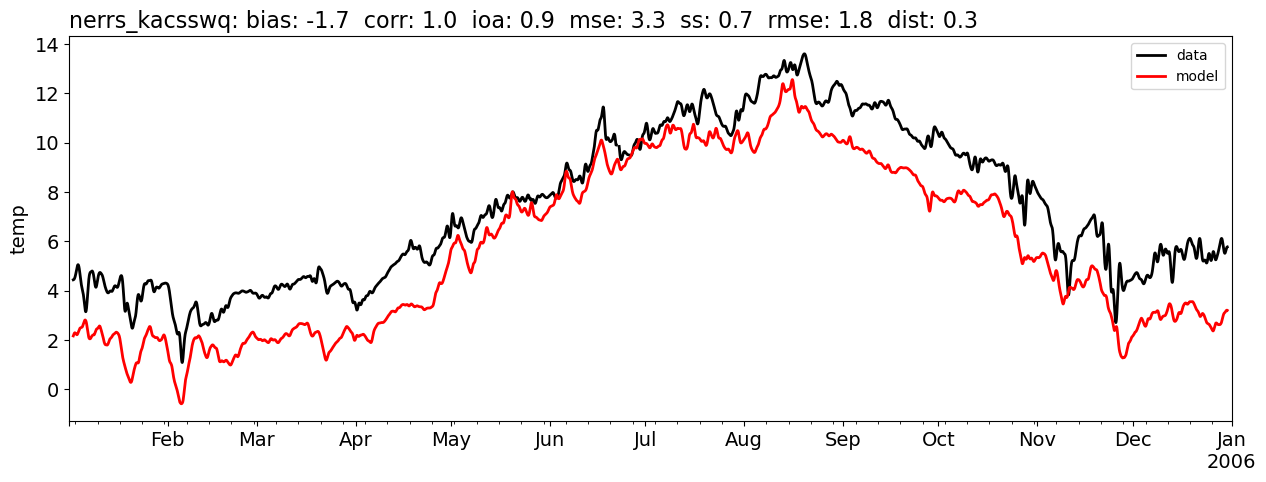 nerrs_kacsswq: bias: -1.7  corr: 1.0  ioa: 0.9  mse: 3.3  ss: 0.7  rmse: 1.8  dist: 0.3
14
12
10
8
6
4
2
0
temp
data
model
Feb Mar Apr May Jun Jul Aug Sep Oct Nov Dec Jan
2006